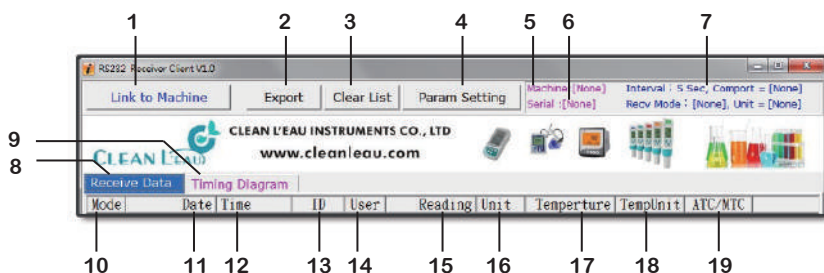 1 2 3 4 5 6 7
RS232 Receiver Client V1.0
Link to Machine Export Clear List Param Setting Machine:[None] Interval : 5 Sec, Comport = [None]
Serial :[None] Recv Mode : [None], Unit = [None]
9
CLEAN L'EAU INSTRUMENTS CO., LTD
CLEAN L'EAU www.cleanleau.com
8
Receive Data Timing Diagram
Mode Date Time ID User Reading Unit Temperture TempUnit ATC/MTC
10 11 12 13 14 15 16 17 18 19